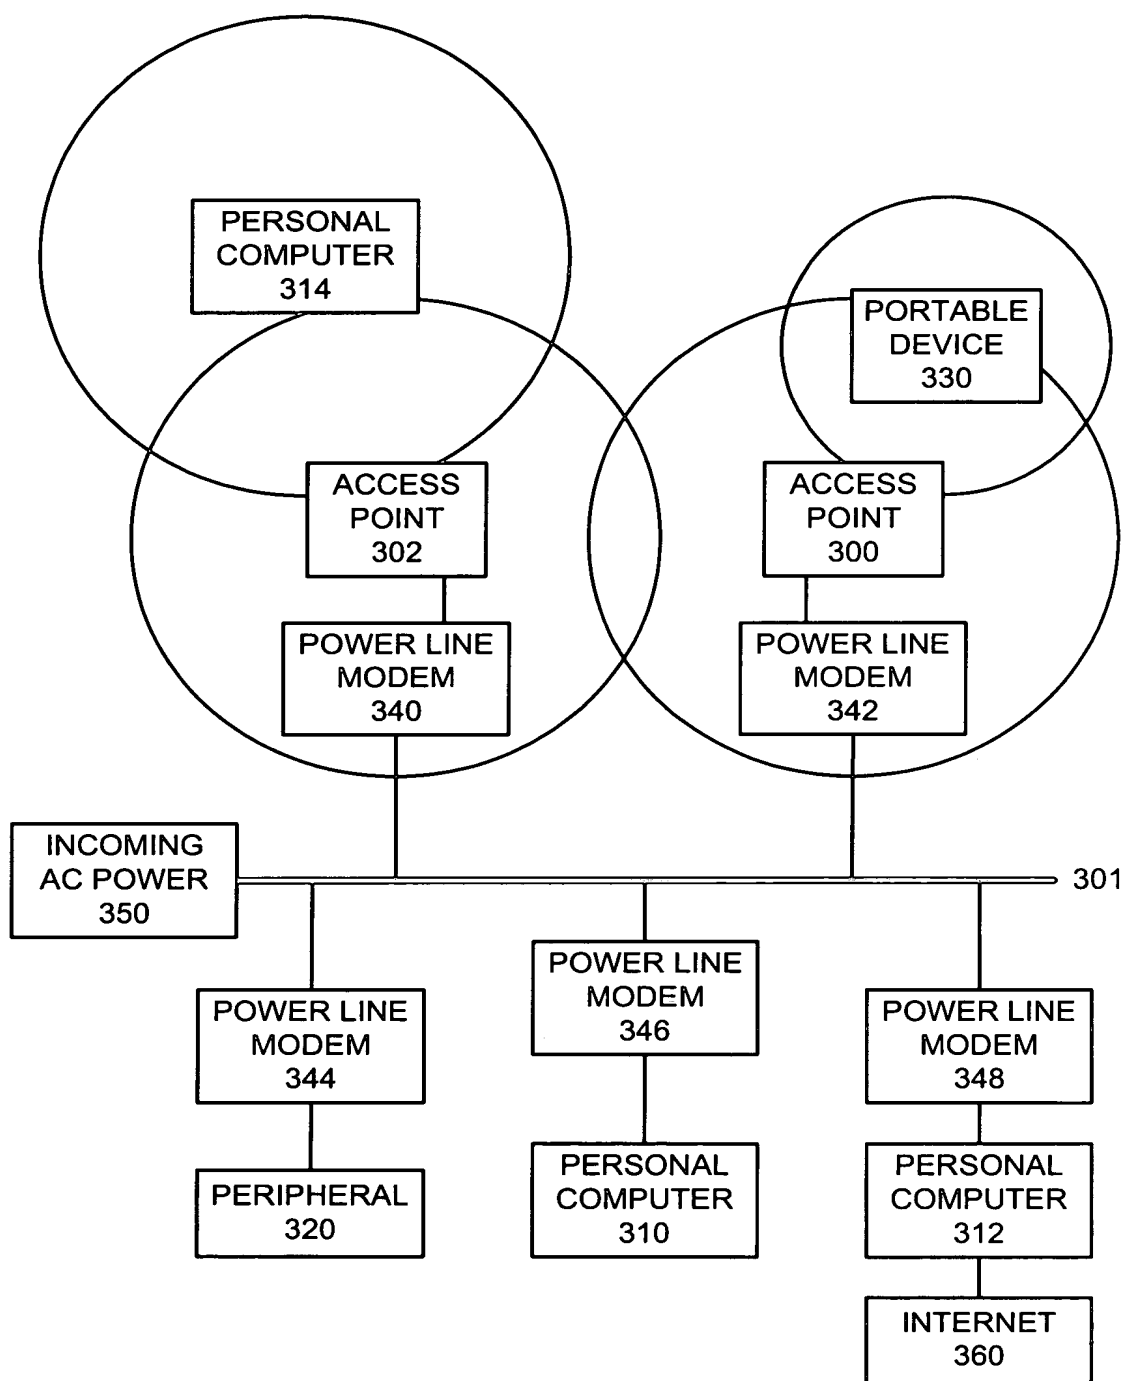 PERSONAL
COMPUTER
314
PORTABLE
DEVICE
330
ACCESS
POINT
302
ACCESS
POINT
300
POWER LINE
MODEM
340
POWER LINE
MODEM
342
INCOMING
AC POWER
350
301
POWER LINE
MODEM
344
POWER LINE
MODEM
346
POWER LINE
MODEM
348
PERIPHERAL
320
PERSONAL
COMPUTER
310
PERSONAL
COMPUTER
312
INTERNET
360